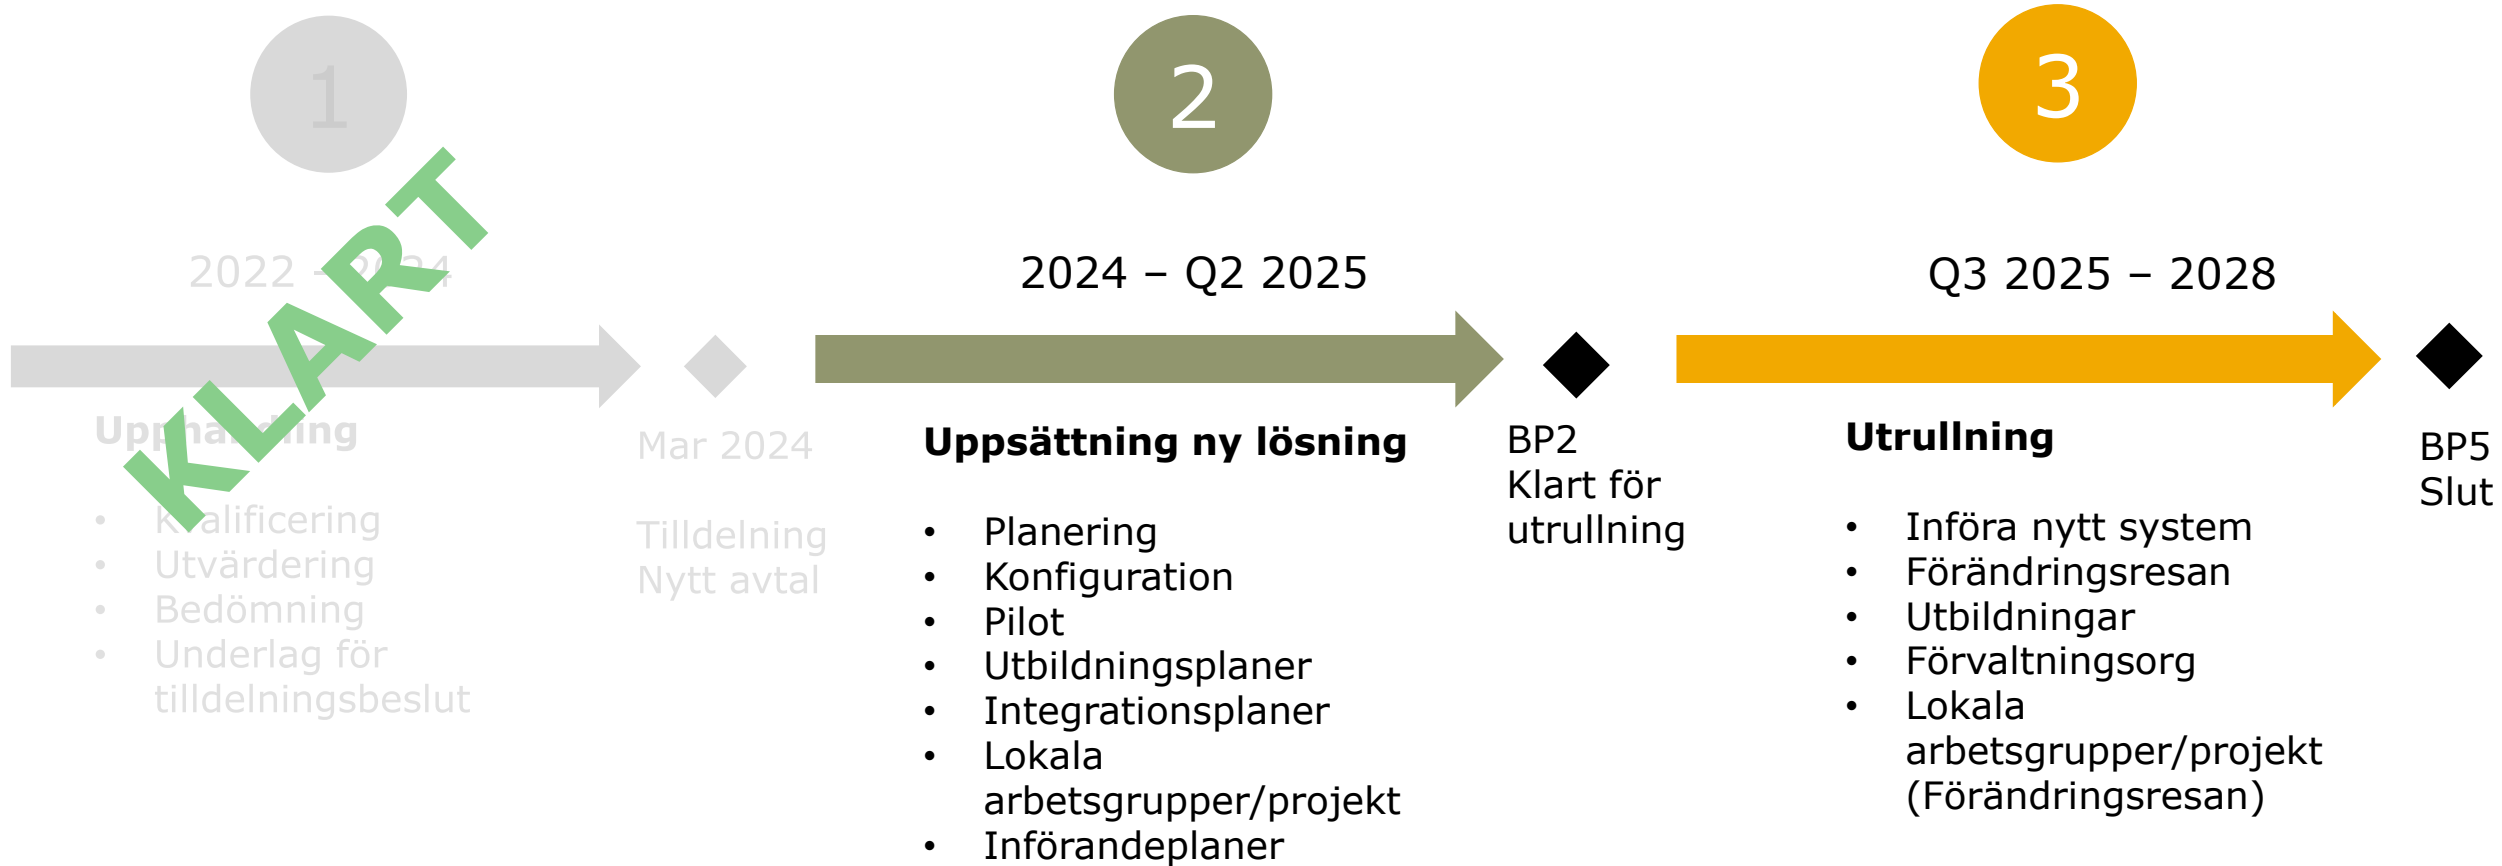 1
KLART
2022 – 2024
Upphandling
• Kvalificering
• Utvärdering
• Bedömning
• Underlag för
tilldelningsbeslut
Mar 2024
Tilldelning
Nytt avtal
2
2024 – Q2 2025
Uppsättning ny lösning
• Planering
• Konfiguration
• Pilot
• Utbildningsplaner
• Integrationsplaner
• Lokala
arbetsgrupper/projekt
• Införandeplaner
BP2
Klart för
utrullning
3
Q3 2025 – 2028
Utrullning
• Införa nytt system
• Förändringsresan
• Utbildningar
• Förvaltningsorg
• Lokala
arbetsgrupper/projekt
(Förändringsresan)
BP5
Slut